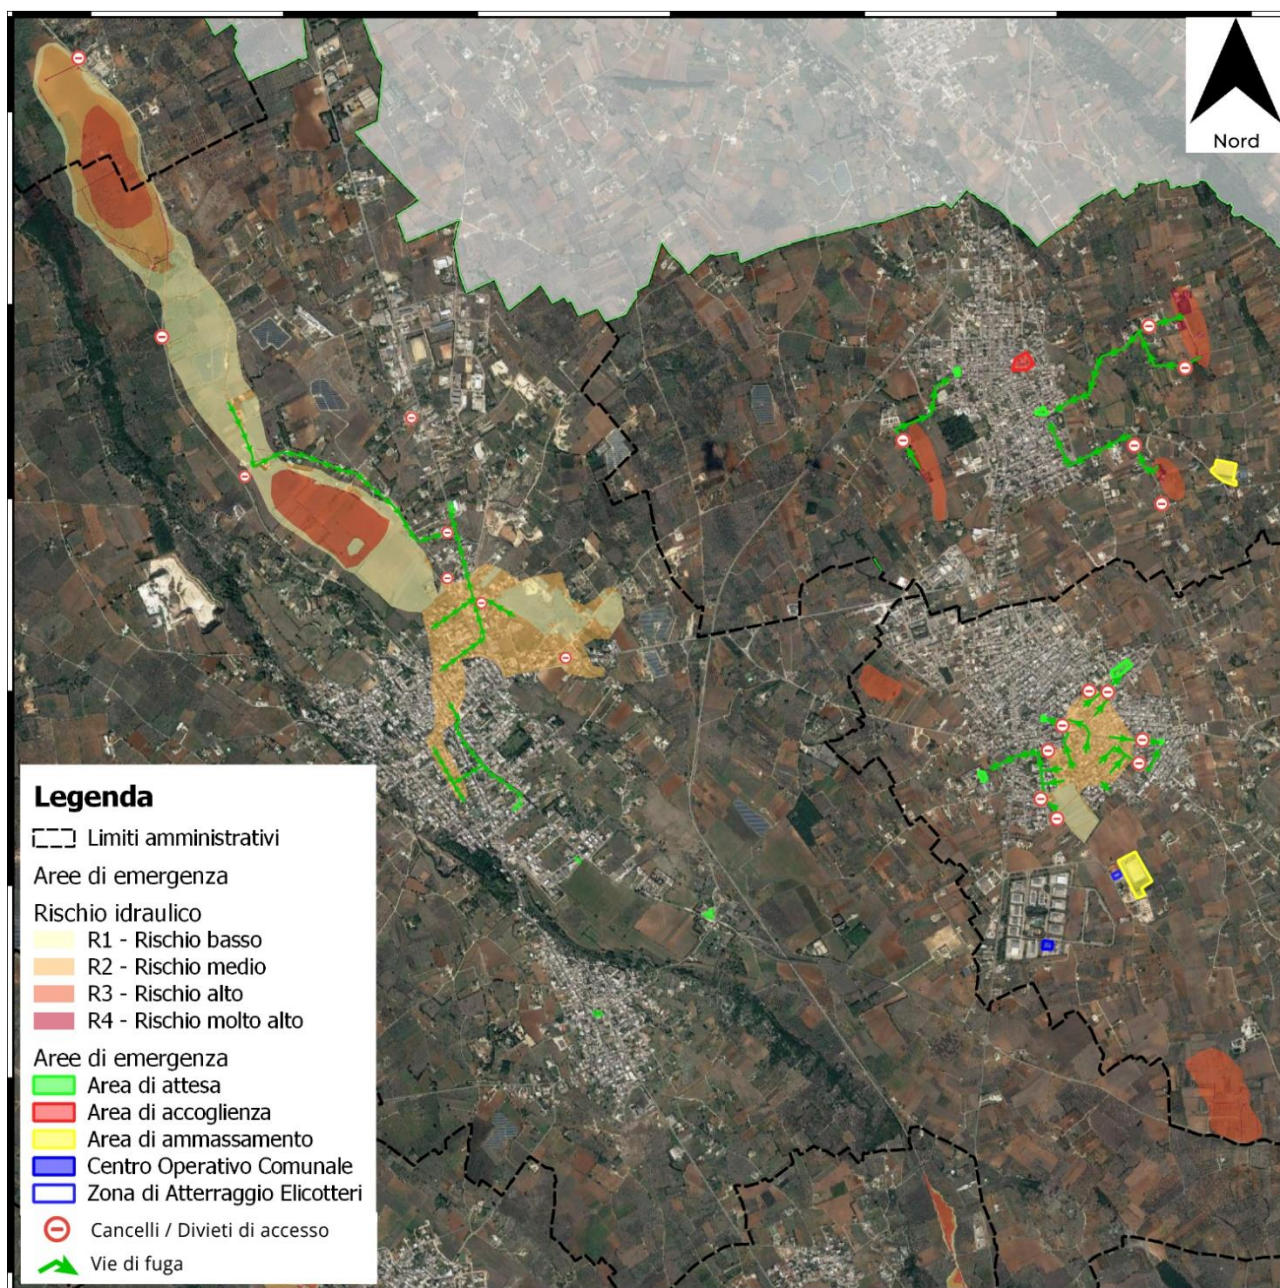 Nord
Legenda
Limiti amministrativi
Aree di emergenza
Rischio idraulico
R1 - Rischio basso
R2 - Rischio medio
R3 - Rischio alto
R4 - Rischio molto alto
Aree di emergenza
Area di attesa
Area di accoglienza
Area di ammassamento
Centro Operativo Comunale
Zona di Atterraggio Elicotteri
Cancelli / Divieti di accesso
Vie di fuga